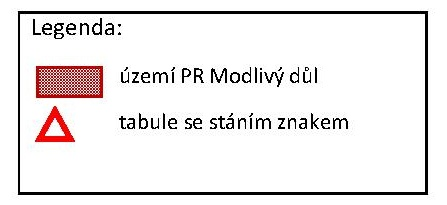 Legenda:
území PR Modlivý důl
tabule se stáním znakem